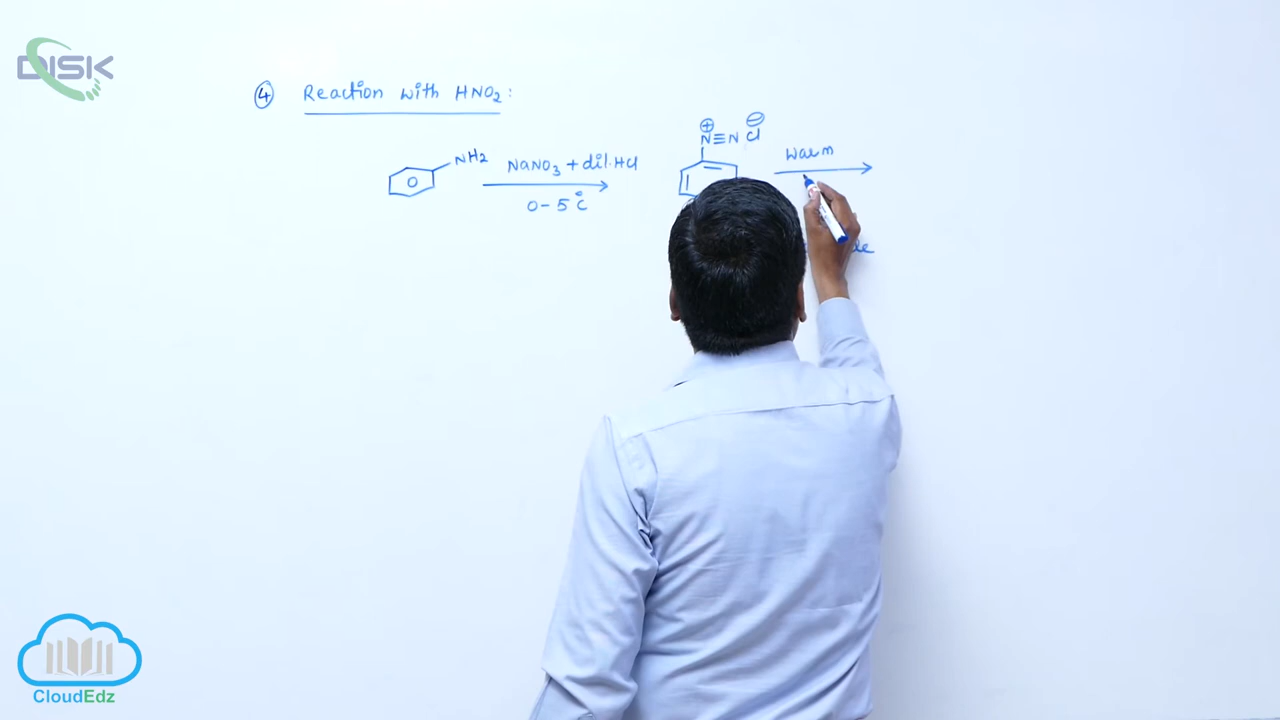 DISK
④ Reaction with HNO₂:
NH2
NaNO₃ + dil. HCl
0 - 5°C
⊕ ⊖
N≡N Cl
Warm
CloudEdz